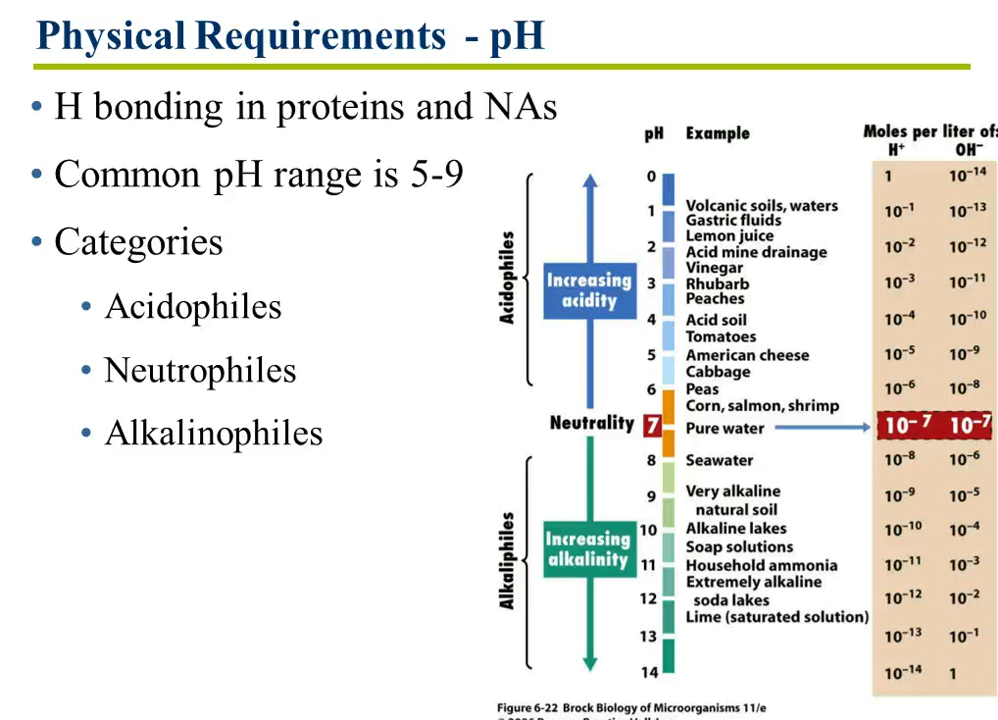 Physical Requirements - pH
• H bonding in proteins and NAs
• Common pH range is 5-9
• Categories
• Acidophiles
• Neutrophiles
• Alkalinophiles
pH Example Moles per liter of:
H⁺ OH⁻
0 1 10⁻¹⁴
Volcanic soils, waters
1 10⁻¹ 10⁻¹³
Gastric fluids
Lemon juice
2 10⁻² 10⁻¹²
Acid mine drainage
Vinegar
3 Rhubarb 10⁻³ 10⁻¹¹
Peaches
4 Acid soil 10⁻⁴ 10⁻¹⁰
Tomatoes
5 American cheese 10⁻⁵ 10⁻⁹
Cabbage
6 Peas 10⁻⁶ 10⁻⁸
Corn, salmon, shrimp
Neutrality 7 Pure water 10⁻⁷ 10⁻⁷
8 Seawater 10⁻⁸ 10⁻⁶
Very alkaline
9 10⁻⁹ 10⁻⁵
natural soil
10 Alkaline lakes 10⁻¹⁰ 10⁻⁴
Soap solutions
11 Household ammonia 10⁻¹¹ 10⁻³
Extremely alkaline
12 soda lakes 10⁻¹² 10⁻²
Lime (saturated solution)
13 10⁻¹³ 10⁻¹
14 10⁻¹⁴ 1
Acidophiles
Increasing
acidity
Alkaliphiles
Increasing
alkalinity
Figure 6-22 Brock Biology of Microorganisms 11/e